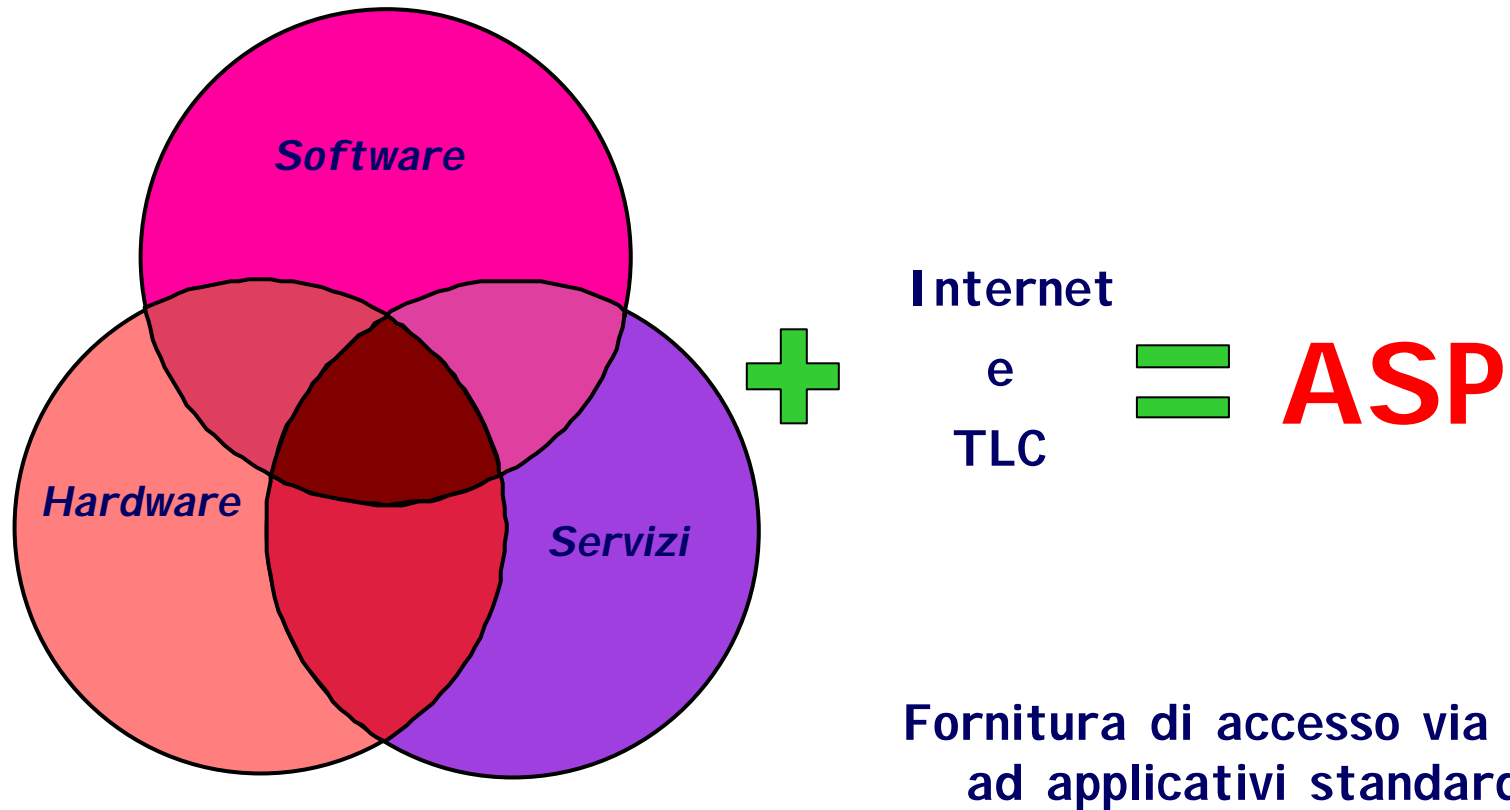 Software
Hardware
Servizi
Internet
e
TLC
ASP
Fornitura di accesso via
ad applicativi standard